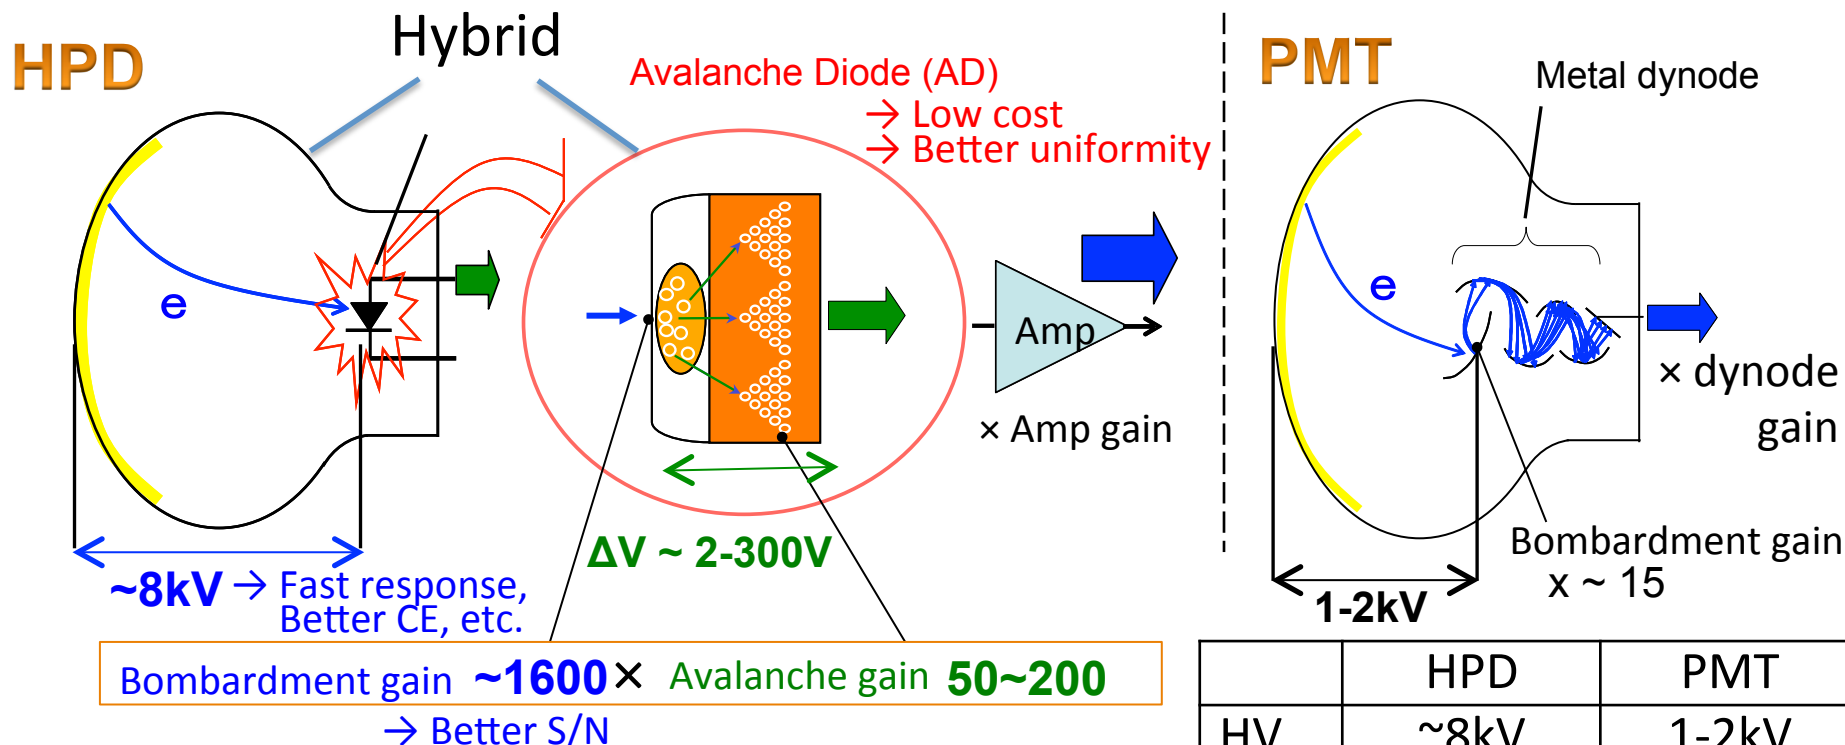 HPD
Hybrid
Avalanche Diode (AD)
→ Low cost
→ Better uniformity
e
Amp
× Amp gain
ΔV ~ 2-300V
~8kV → Fast response,
Better CE, etc.
Bombardment gain ~1600 × Avalanche gain 50~200
→ Better S/N
PMT
Metal dynode
e
× dynode
gain
Bombardment gain
x ~ 15
1-2kV
HPD PMT
HV ~8kV 1-2kV